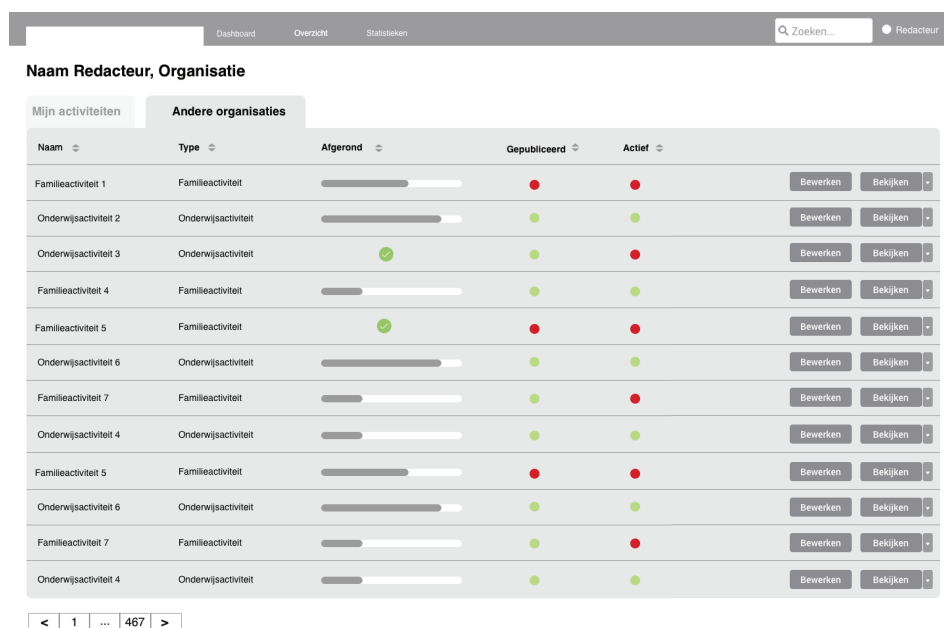 Dashboard Overzicht Statistieken Zoeken... Redacteur
Naam Redacteur, Organisatie
Mijn activiteiten Andere organisaties
Naam Type Afgerond Gepubliceerd Actief
Familieactiviteit 1 Familieactiviteit Bewerken Bekijken
Onderwijsactiviteit 2 Onderwijsactiviteit Bewerken Bekijken
Onderwijsactiviteit 3 Onderwijsactiviteit Bewerken Bekijken
Familieactiviteit 4 Familieactiviteit Bewerken Bekijken
Familieactiviteit 5 Familieactiviteit Bewerken Bekijken
Onderwijsactiviteit 6 Onderwijsactiviteit Bewerken Bekijken
Familieactiviteit 7 Familieactiviteit Bewerken Bekijken
Onderwijsactiviteit 4 Onderwijsactiviteit Bewerken Bekijken
Familieactiviteit 5 Familieactiviteit Bewerken Bekijken
Onderwijsactiviteit 6 Onderwijsactiviteit Bewerken Bekijken
Familieactiviteit 7 Familieactiviteit Bewerken Bekijken
Onderwijsactiviteit 4 Onderwijsactiviteit Bewerken Bekijken
< 1 ... 467 >